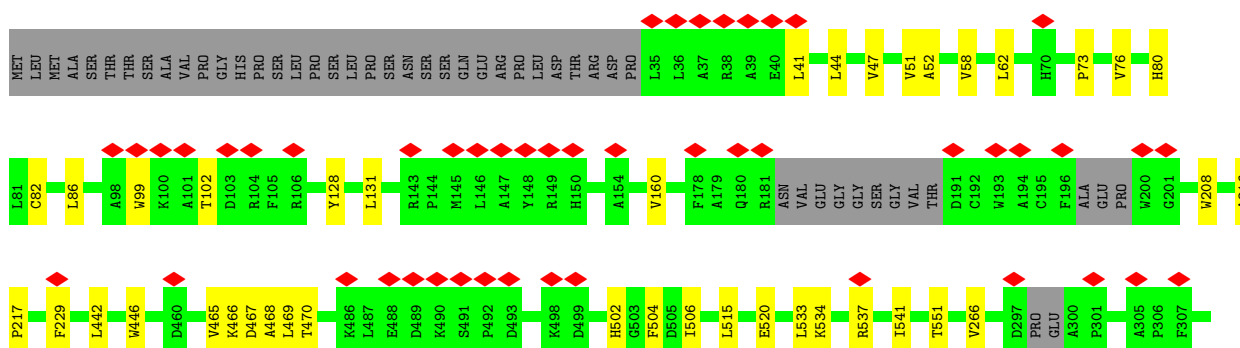 MET LEU MET ALA SER THR THR SER ALA VAL PRO GLY HIS PRO SER LEU PRO SER LEU PRO SER ASN SER SER GLN GLU ARG PRO LEU ASP THR ARG ASP PRO L35 L36 A37 R38 A39 E40 L41 L44 V47 V51 A52 V58 L62 H70 P73 V76 H80
L81 C82 L86 A98 W99 K100 A101 T102 D103 R104 F105 R106 Y128 L131 R143 P144 M145 L146 A147 Y148 R149 H150 A154 V160 F178 A179 Q180 R181 ASN VAL GLU GLY GLY SER GLY VAL THR D191 C192 W193 A194 C195 F196 ALA GLU PRO W200 G201 W208
P217 F229 L442 W446 D460 V465 K466 D467 A468 L469 T470 K486 L487 E488 D489 K490 S491 P492 D493 K498 D499 H502 G503 F504 D505 I506 L515 E520 L533 K534 R537 I541 T551 V266 D297 PRO GLU A300 P301 A305 P306 F307